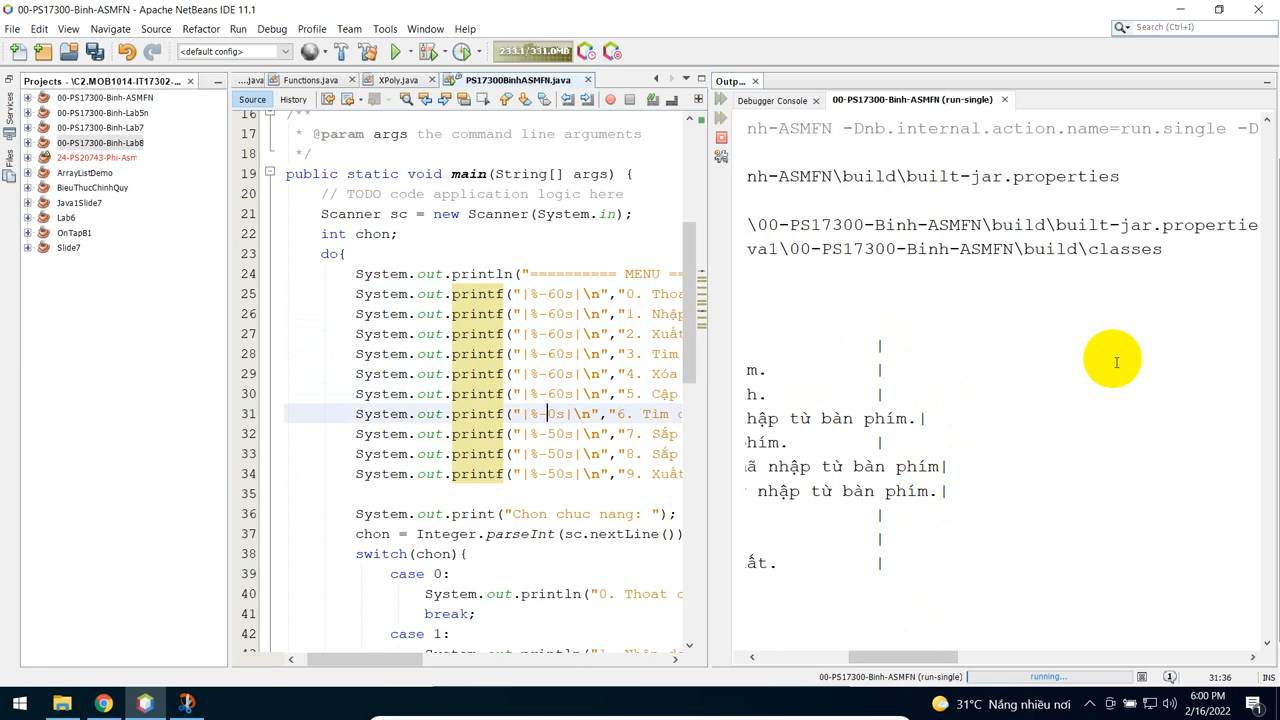 00-PS17300-Binh-ASMFN - Apache NetBeans IDE 11.1
File Edit View Navigate Source Refactor Run Debug Profile Team Tools Window Help
Search (Ctrl+I)
<default config>
233.1/331.0MB
Projects - \C2.MOB1014-IT17302-...
00-PS17300-Binh-ASMFN
00-PS17300-Binh-Lab5n
00-PS17300-Binh-Lab7
00-PS17300-Binh-Lab8
24-PS20743-Phi-Asm
ArrayListDemo
BieuThucChinhQuy
Java1Slide7
Lab6
OnTapB1
Slide7
Services
Files
....java
Functions.java
XPoly.java
PS17300BinhASMFN.java
Source History
16 /**
17 * @param args the command line arguments
18 */
19 public static void main(String[] args) {
20 // TODO code application logic here
21 Scanner sc = new Scanner(System.in);
22 int chon;
23 do{
24 System.out.println("========== MENU ==
25 System.out.printf("|%-60s|\n","0. Thoa
26 System.out.printf("|%-60s|\n","1. Nhập
27 System.out.printf("|%-60s|\n","2. Xuất
28 System.out.printf("|%-60s|\n","3. Tìm
29 System.out.printf("|%-60s|\n","4. Xóa
30 System.out.printf("|%-60s|\n","5. Cập
31 System.out.printf("|%-0s|\n","6. Tìm c
32 System.out.printf("|%-50s|\n","7. Sắp
33 System.out.printf("|%-50s|\n","8. Sắp
34 System.out.printf("|%-50s|\n","9. Xuất
35
36 System.out.print("Chon chuc nang: ");
37 chon = Integer.parseInt(sc.nextLine())
38 switch(chon){
39 case 0:
40 System.out.println("0. Thoat c
41 break;
42 case 1:
Outp...
Debugger Console
00-PS17300-Binh-ASMFN (run-single)
nh-ASMFN -Dnb.internal.action.name=run.single -D
nh-ASMFN\build\built-jar.properties
\00-PS17300-Binh-ASMFN\build\built-jar.propertie
va1\00-PS17300-Binh-ASMFN\build\classes
|
m. |
h. |
hập từ bàn phím.|
hím. |
ã nhập từ bàn phím|
nhập từ bàn phím.|
|
|
ất. |
00-PS17300-Binh-ASMFN (run-single)
running...
31:36
INS
31°C Nắng nhiều nơi
6:00 PM
2/16/2022